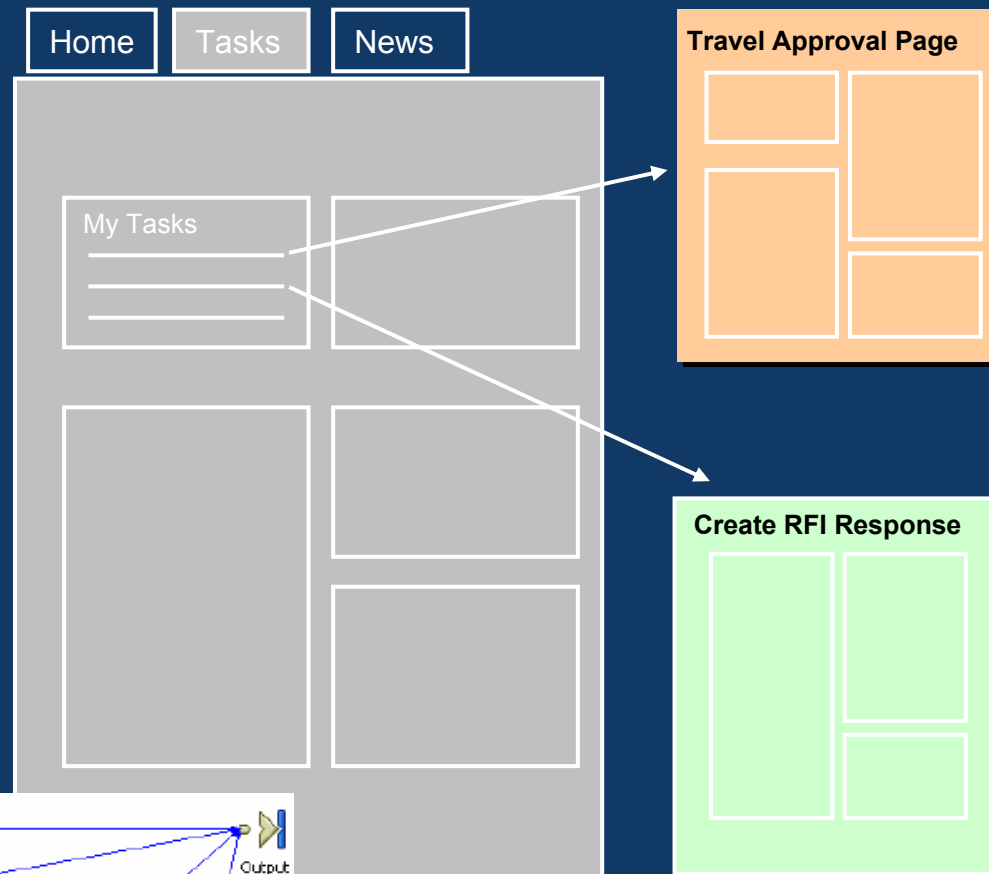 Home
Tasks
News
Travel Approval Page
My Tasks
Create RFI Response
Output